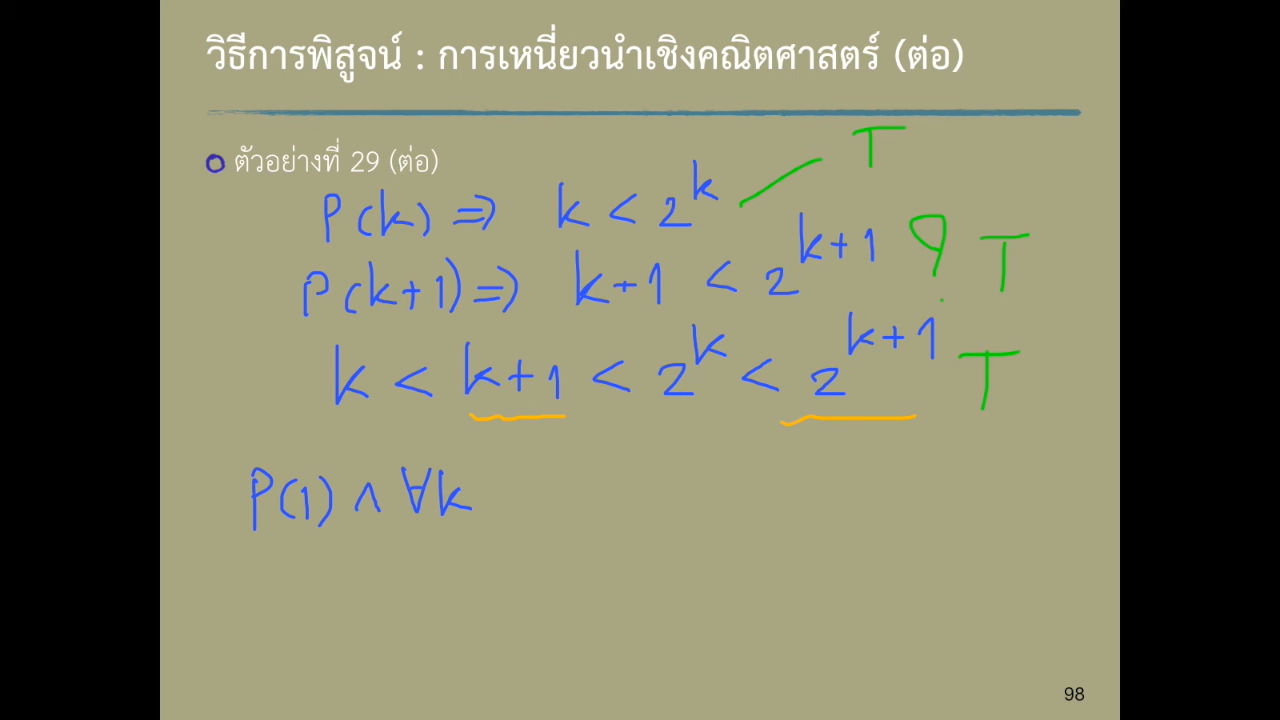 วิธีการพิสูจน์ : การเหนี่ยวนำเชิงคณิตศาสตร์ (ต่อ)
ตัวอย่างที่ 29 (ต่อ)
P(k) ⇒ k < 2^k T
P(k+1) ⇒ k+1 < 2^{k+1} ? T
k < k+1 < 2^k < 2^{k+1} T
P(1) ∧ ∀k
98